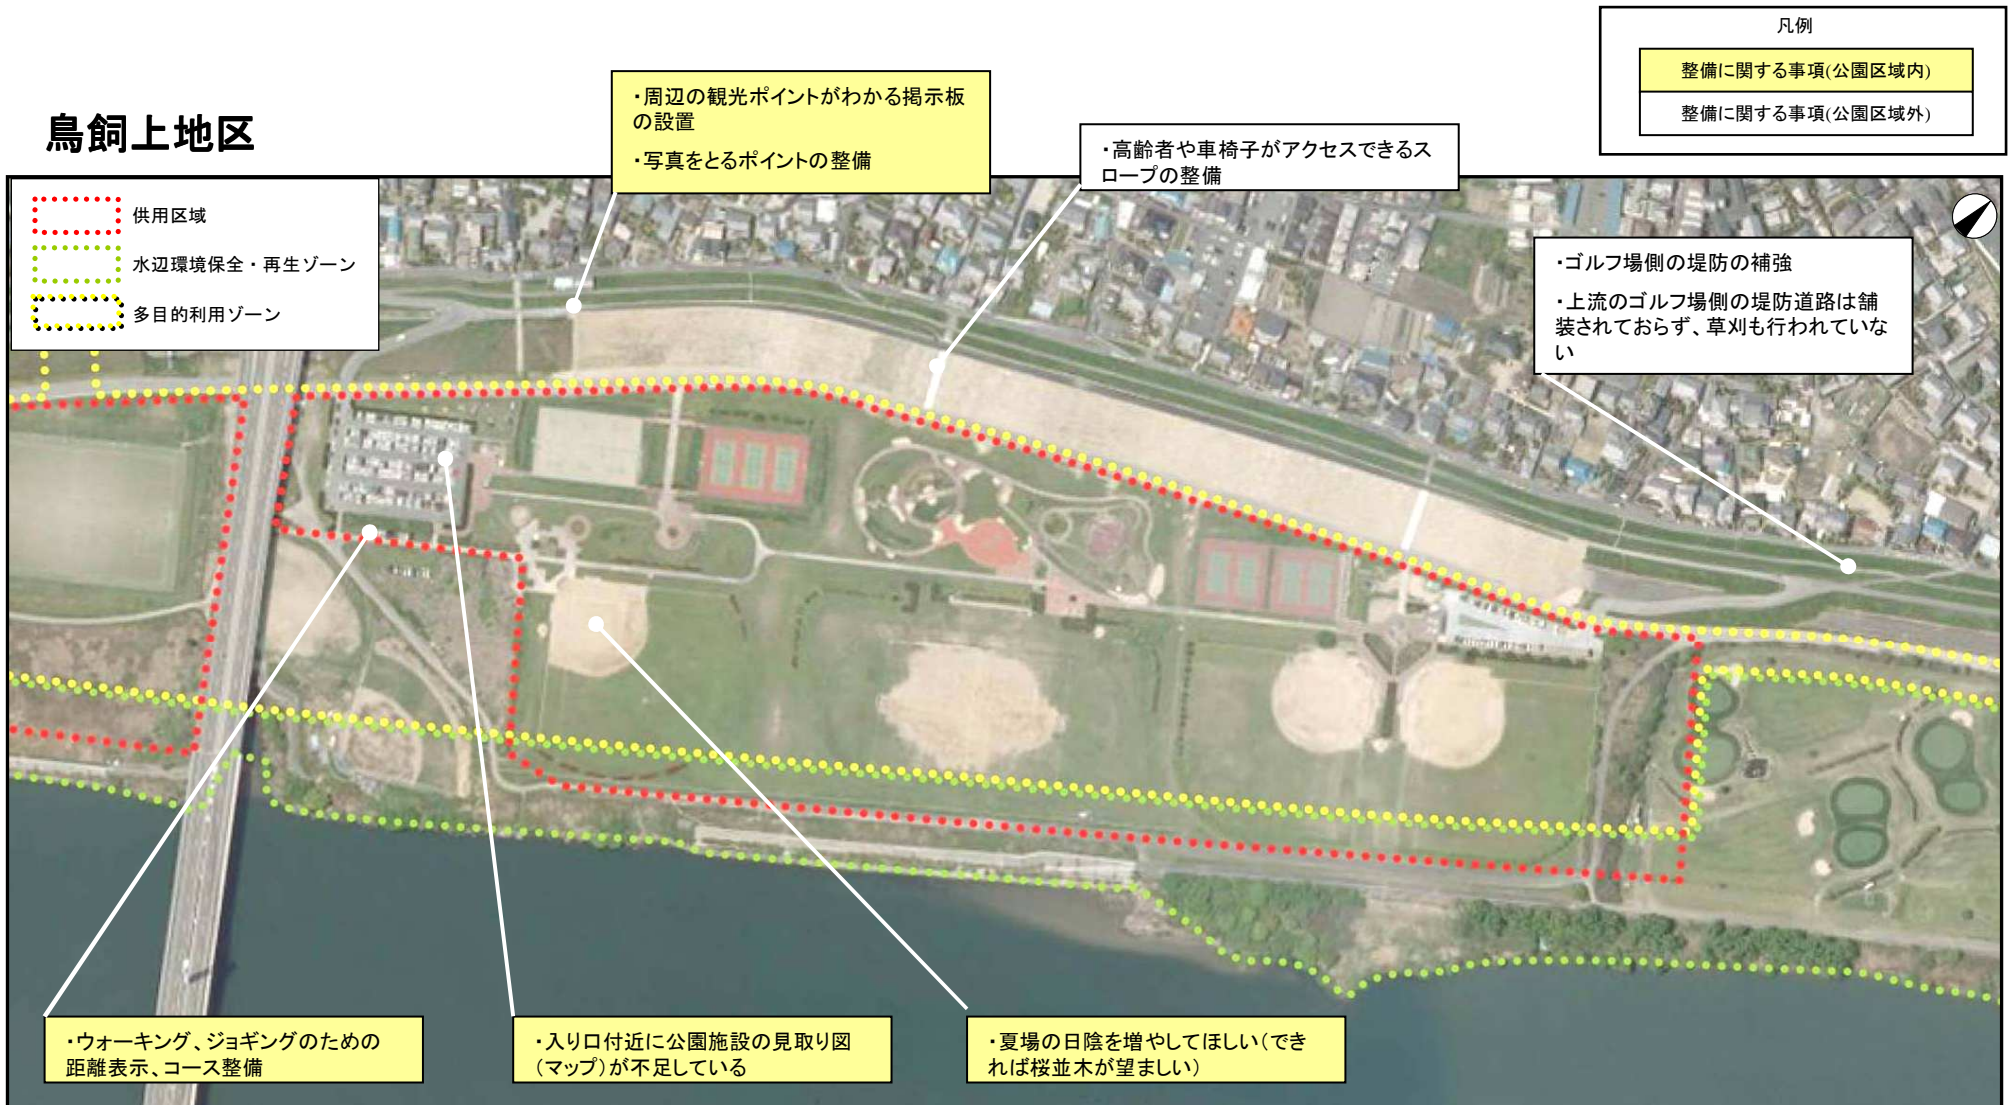 凡例
整備に関する事項(公園区域内)
整備に関する事項(公園区域外)
鳥飼上地区
・周辺の観光ポイントがわかる掲示板
の設置
・写真をとるポイントの整備
・高齢者や車椅子がアクセスできるス
ロープの整備
供用区域
水辺環境保全・再生ゾーン
多目的利用ゾーン
・ゴルフ場側の堤防の補強
・上流のゴルフ場側の堤防道路は舗
装されておらず、草刈も行われていな
い
・ウォーキング、ジョギングのための
距離表示、コース整備
・入り口付近に公園施設の見取り図
(マップ)が不足している
・夏場の日陰を増やしてほしい(でき
れば桜並木が望ましい)